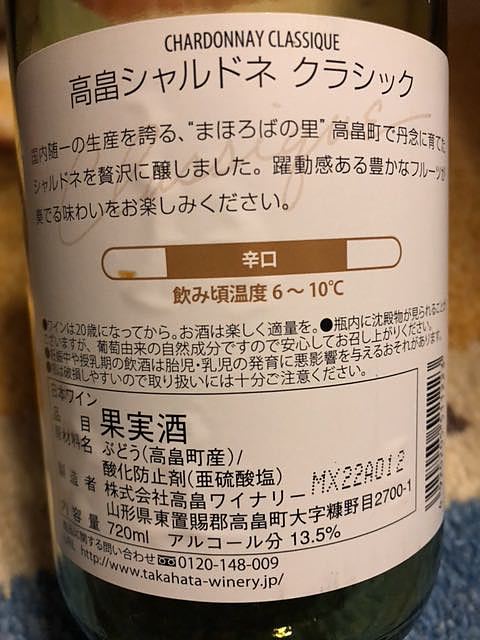 CHARDONNAY CLASSIQUE
高畠シャルドネ クラシック
国内随一の生産を誇る、“まほろばの里”高畠町で丹念に育てた
シャルドネを贅沢に醸しました。躍動感ある豊かなフルーツが
奏でる味わいをお楽しみください。
辛口
飲み頃温度 6～10℃
●ワインは20歳になってから。お酒は楽しく適量を。●瓶内に沈殿物が見られることが
ございますが、葡萄由来の自然成分ですので安心してお召し上がりください。
●妊娠中や授乳期の飲酒は胎児・乳児の発育に悪影響を与えるおそれがあります。
は破損しやすいので取り扱いには十分ご注意ください。
日本ワイン
品 目 果実酒
原材料名 ぶどう(高畠町産)/
酸化防止剤(亜硫酸塩)
製造者 株式会社高畠ワイナリー
山形県東置賜郡高畠町大字糠野目2700-1
内容量 720ml アルコール分 13.5%
MX22A012
に関する問い合わせ 0120-148-009
URL http://www.takahata-winery.jp/